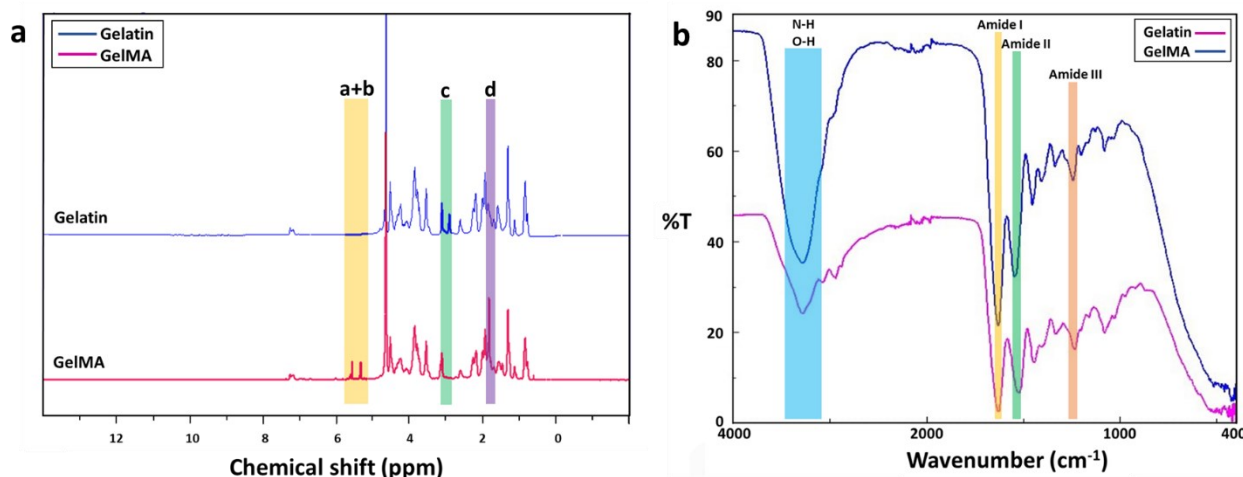 a
Gelatin
GelMA
a+b
c
d
Gelatin
GelMA
12
10
8
6
4
2
0
Chemical shift (ppm)
b
90
80
60
40
20
0
%T
N-H
O-H
Amide I
Amide II
Amide III
Gelatin
GelMA
4000
2000
1000
400
Wavenumber (cm-1)